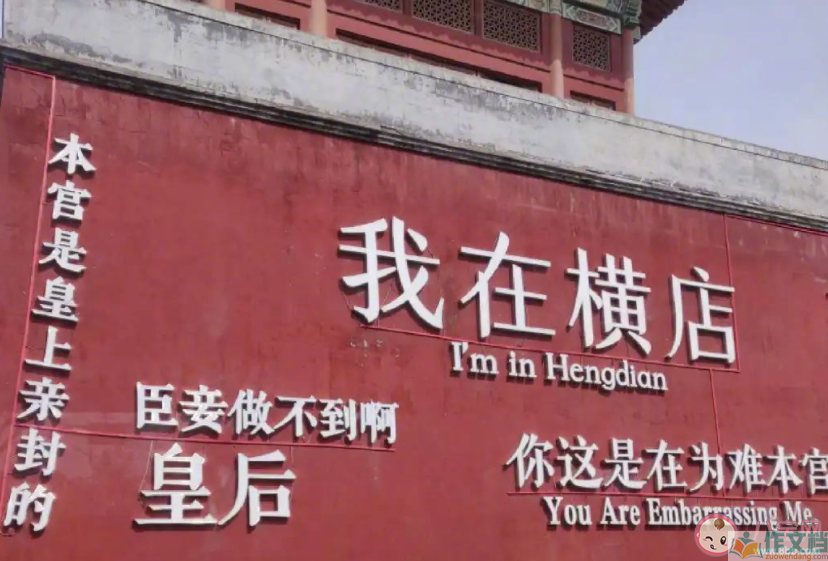 本宫是皇上亲封的
皇后
臣妾做不到啊
我在横店
I'm in Hengdian
你这是在为难本宫
You Are Embarrassing Me
作文档
zuowendang.com